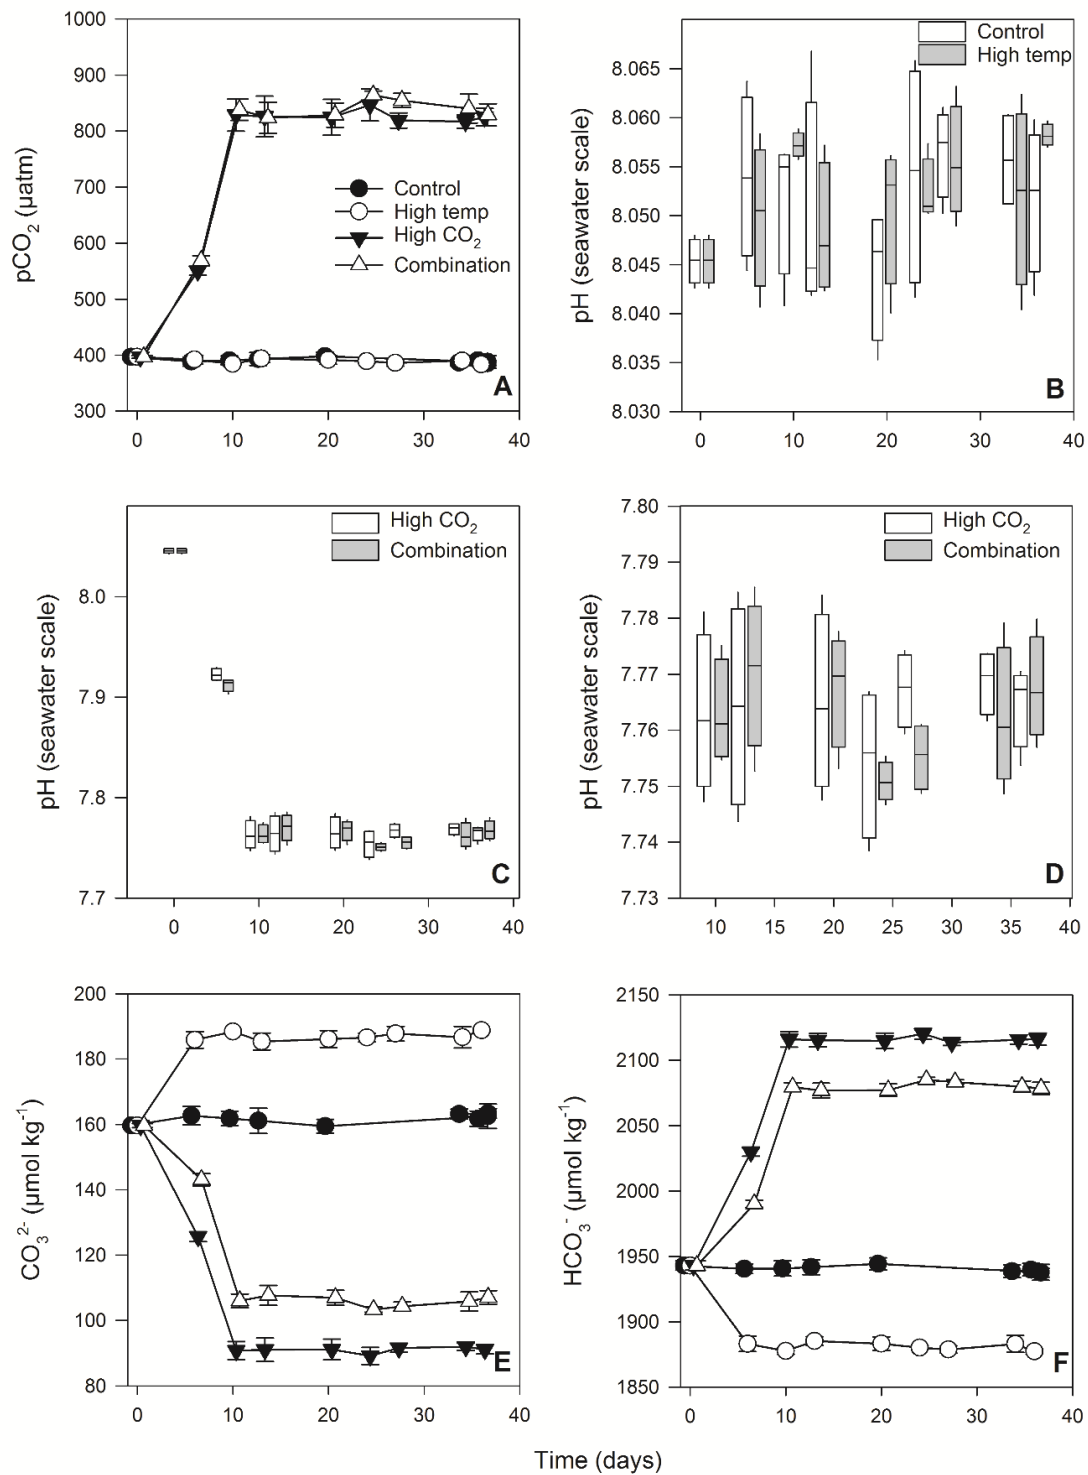 1000
900
800
700
600
500
400
300
pCO₂ (µatm)
Control
High temp
High CO₂
Combination
A
0 10 20 30 40
8.065
8.060
8.055
8.050
8.045
8.040
8.035
8.030
pH (seawater scale)
Control
High temp
B
0 10 20 30 40
8.0
7.9
7.8
7.7
pH (seawater scale)
High CO₂
Combination
C
0 10 20 30 40
7.80
7.79
7.78
7.77
7.76
7.75
7.74
7.73
pH (seawater scale)
High CO₂
Combination
D
10 15 20 25 30 35 40
200
180
160
140
120
100
80
CO₃²⁻ (µmol kg⁻¹)
E
0 10 20 30 40
2150
2100
2050
2000
1950
1900
1850
HCO₃⁻ (µmol kg⁻¹)
F
0 10 20 30 40
Time (days)